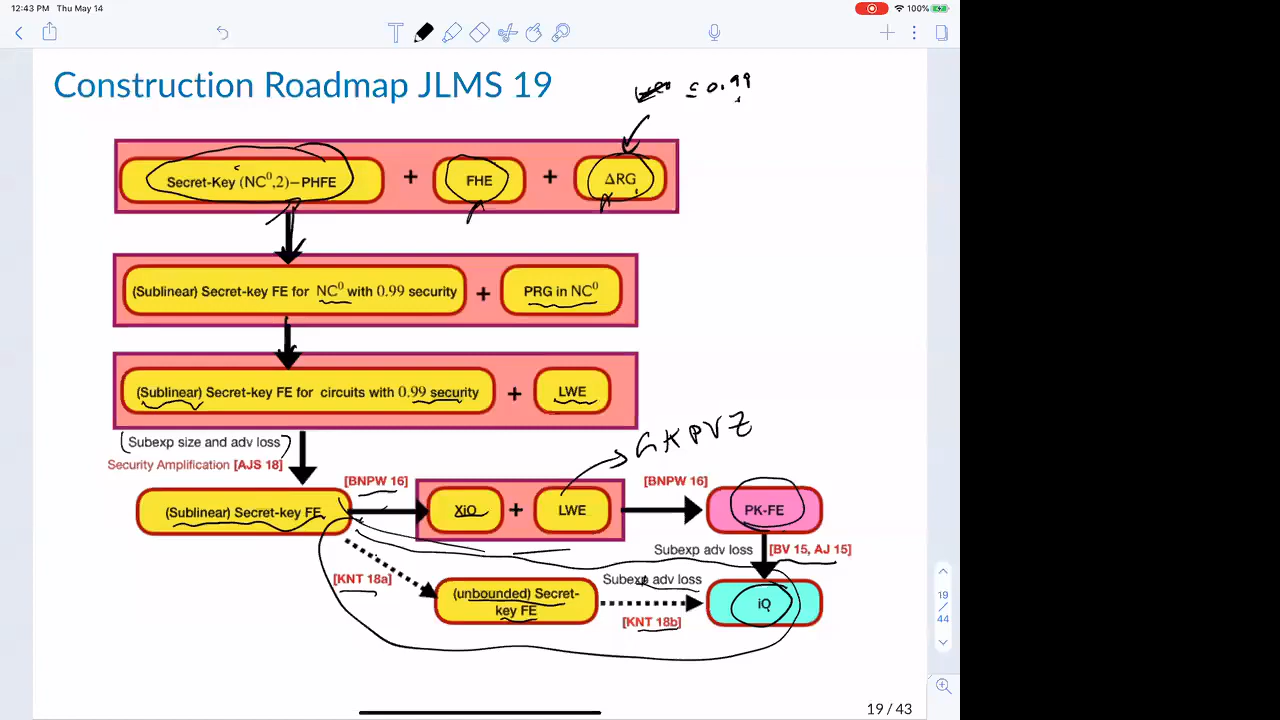 12:43 PM Thu May 14
100%
Construction Roadmap JLMS 19
≤ 0.99
Secret-Key (NC⁰,2)−PHFE + FHE + ΔRG
(Sublinear) Secret-key FE for NC⁰ with 0.99 security + PRG in NC⁰
(Sublinear) Secret-key FE for circuits with 0.99 security + LWE
GKPVZ
Subexp size and adv loss
Security Amplification [AJS 18]
[BNPW 16]
[BNPW 16]
(Sublinear) Secret-key FE
XiO + LWE
PK-FE
Subexp adv loss
[BV 15, AJ 15]
[KNT 18a]
(unbounded) Secret-
key FE
Subexp adv loss
[KNT 18b]
iO
19
/
44
19 / 43